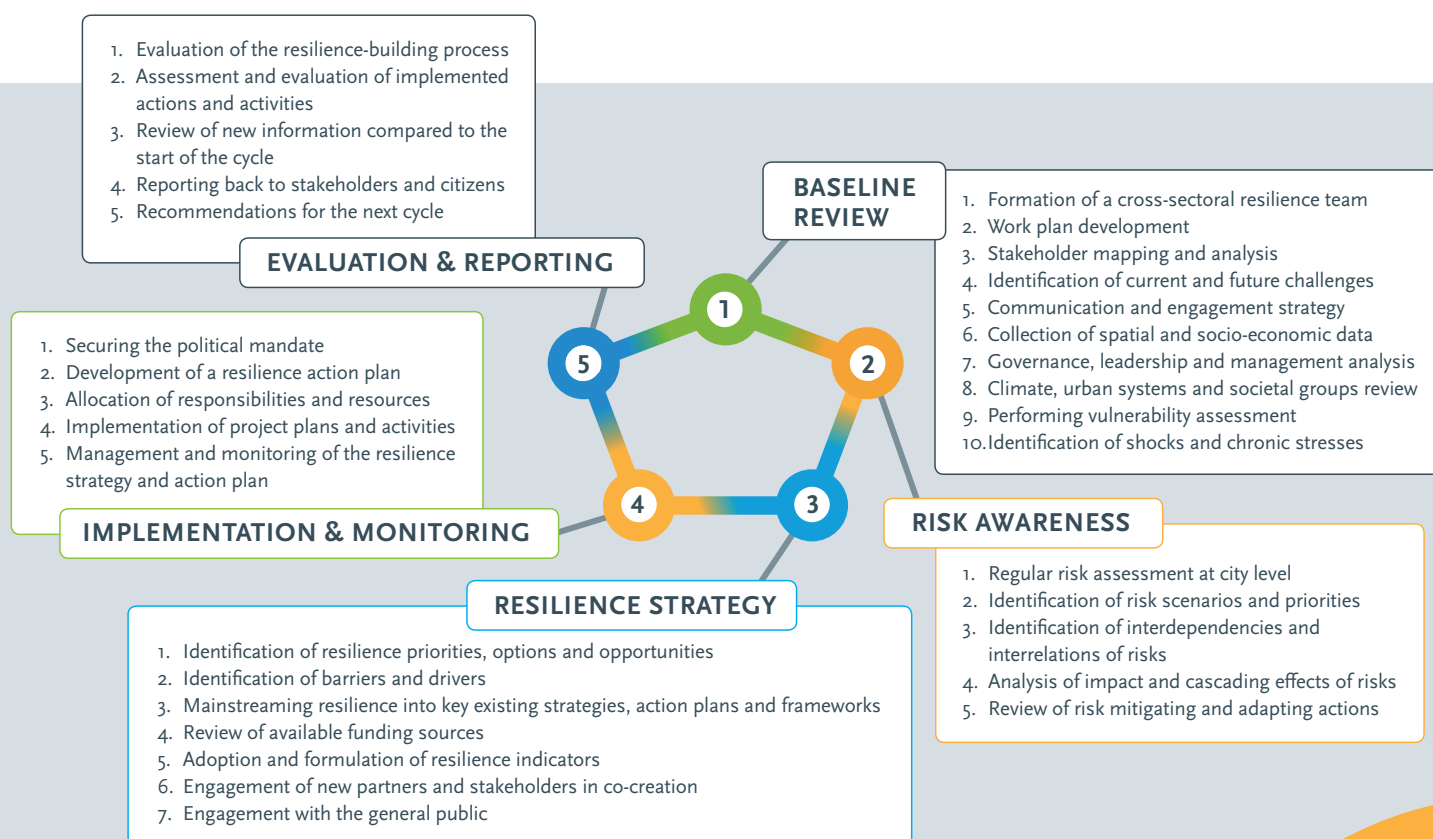 1. Evaluation of the resilience-building process
2. Assessment and evaluation of implemented
actions and activities
3. Review of new information compared to the
start of the cycle
4. Reporting back to stakeholders and citizens
5. Recommendations for the next cycle
EVALUATION & REPORTING
BASELINE
REVIEW
1. Formation of a cross-sectoral resilience team
2. Work plan development
3. Stakeholder mapping and analysis
4. Identification of current and future challenges
5. Communication and engagement strategy
6. Collection of spatial and socio-economic data
7. Governance, leadership and management analysis
8. Climate, urban systems and societal groups review
9. Performing vulnerability assessment
10. Identification of shocks and chronic stresses
1
2
3
4
5
1. Securing the political mandate
2. Development of a resilience action plan
3. Allocation of responsibilities and resources
4. Implementation of project plans and activities
5. Management and monitoring of the resilience
strategy and action plan
IMPLEMENTATION & MONITORING
RISK AWARENESS
1. Regular risk assessment at city level
2. Identification of risk scenarios and priorities
3. Identification of interdependencies and
interrelations of risks
4. Analysis of impact and cascading effects of risks
5. Review of risk mitigating and adapting actions
RESILIENCE STRATEGY
1. Identification of resilience priorities, options and opportunities
2. Identification of barriers and drivers
3. Mainstreaming resilience into key existing strategies, action plans and frameworks
4. Review of available funding sources
5. Adoption and formulation of resilience indicators
6. Engagement of new partners and stakeholders in co-creation
7. Engagement with the general public